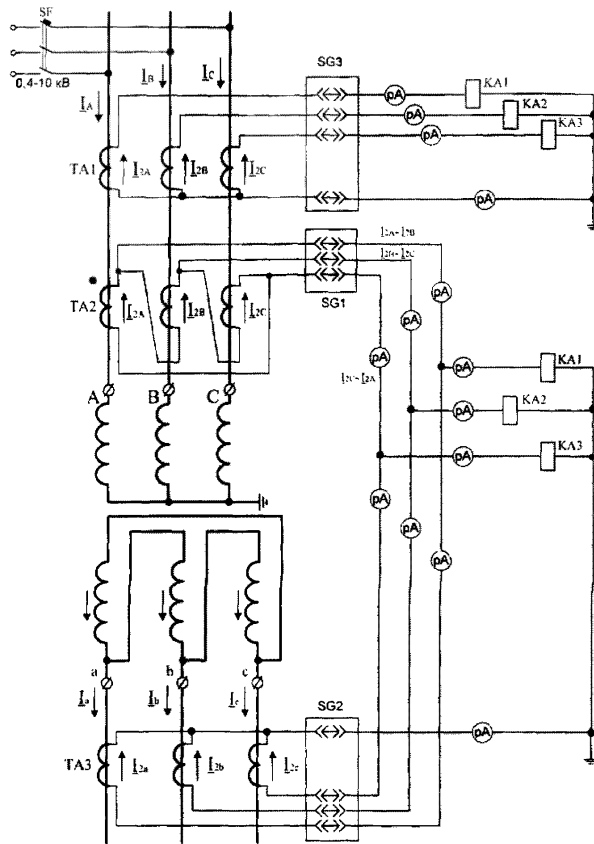 SF
0,4-10 кВ
I_A
I_B
I_C
SG3
pA
KA1
pA
KA2
pA
KA3
pA
TA1
I_2A
I_2B
I_2C
I_2A-I_2B
I_2B-I_2C
SG1
pA
pA
pA
TA2
I_2A
I_2B
I_2C
I_2C-I_2A
pA
KA1
pA
KA2
pA
KA3
A
B
C
pA
pA
pA
a
b
c
I_a
I_b
I_c
SG2
pA
TA3
I_2a
I_2b
I_2c